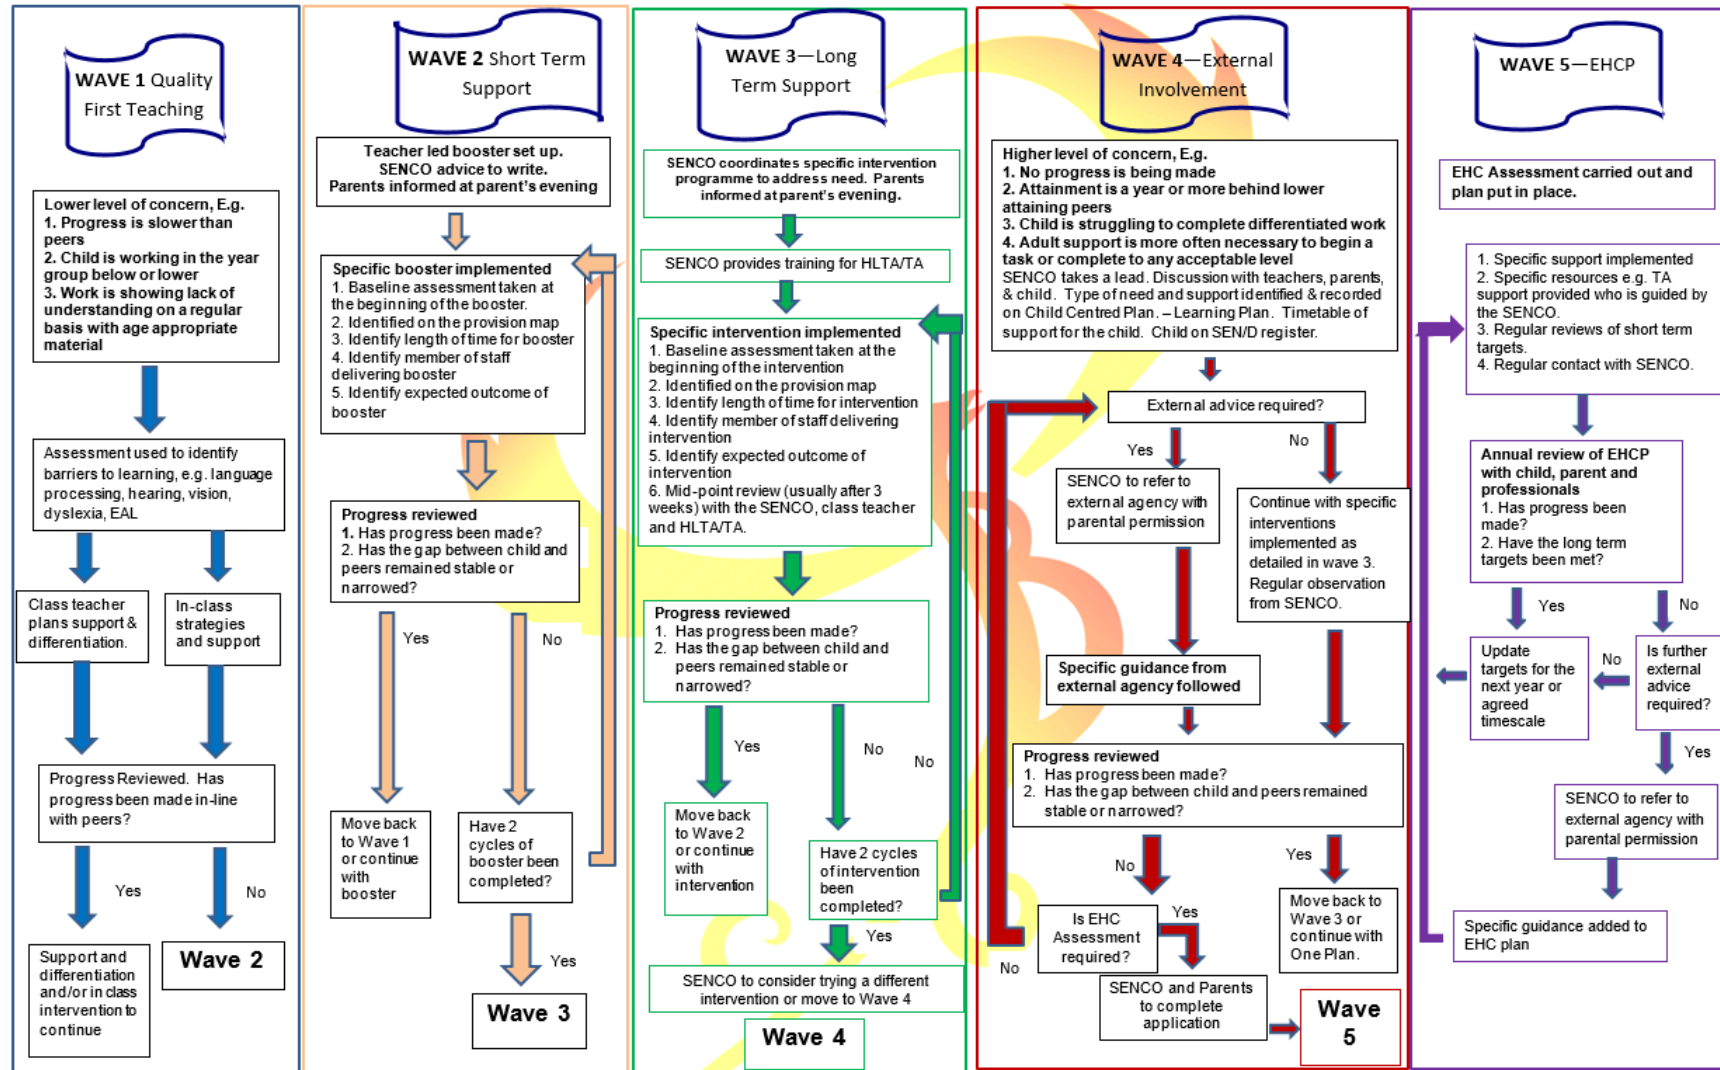 WAVE 1 Quality
First Teaching
Lower level of concern, E.g.
1. Progress is slower than
peers
2. Child is working in the year
group below or lower
3. Work is showing lack of
understanding on a regular
basis with age appropriate
material
Assessment used to identify
barriers to learning, e.g. language
processing, hearing, vision,
dyslexia, EAL
Class teacher
plans support &
differentiation.
In-class
strategies
and support
Progress Reviewed. Has
progress been made in-line
with peers?
Yes
No
Support and
differentiation
and/or in class
intervention to
continue
Wave 2
WAVE 2 Short Term
Support
Teacher led booster set up.
SENCO advice to write.
Parents informed at parent's evening
Specific booster implemented
1. Baseline assessment taken at
the beginning of the booster.
2. Identified on the provision map
3. Identify length of time for booster
4. Identify member of staff
delivering booster
5. Identify expected outcome of
booster
Progress reviewed
1. Has progress been made?
2. Has the gap between child and
peers remained stable or
narrowed?
Yes
No
Move back
to Wave 1
or continue
with
booster
Have 2
cycles of
booster been
completed?
Yes
Wave 3
WAVE 3—Long
Term Support
SENCO coordinates specific intervention
programme to address need. Parents
informed at parent's evening.
SENCO provides training for HLTA/TA
Specific intervention implemented
1. Baseline assessment taken at the
beginning of the intervention
2. Identified on the provision map
3. Identify length of time for intervention
4. Identify member of staff delivering
intervention
5. Identify expected outcome of
intervention
6. Mid-point review (usually after 3
weeks) with the SENCO, class teacher
and HLTA/TA.
Progress reviewed
1. Has progress been made?
2. Has the gap between child and
peers remained stable or
narrowed?
Yes
No
No
Move back
to Wave 2
or continue
with
intervention
Have 2 cycles
of intervention
been
completed?
Yes
SENCO to consider trying a different
intervention or move to Wave 4
Wave 4
WAVE 4—External
Involvement
Higher level of concern, E.g.
1. No progress is being made
2. Attainment is a year or more behind lower
attaining peers
3. Child is struggling to complete differentiated work
4. Adult support is more often necessary to begin a
task or complete to any acceptable level
SENCO takes a lead. Discussion with teachers, parents,
& child. Type of need and support identified & recorded
on Child Centred Plan. – Learning Plan. Timetable of
support for the child. Child on SEN/D register.
External advice required?
Yes
No
SENCO to refer to
external agency with
parental permission
Continue with specific
interventions
implemented as
detailed in wave 3.
Regular observation
from SENCO.
Specific guidance from
external agency followed
Progress reviewed
1. Has progress been made?
2. Has the gap between child and peers remained
stable or narrowed?
No
Yes
Is EHC
Assessment
required?
Yes
No
Move back to
Wave 3 or
continue with
One Plan.
SENCO and Parents
to complete
application
Wave
5
WAVE 5—EHCP
EHC Assessment carried out and
plan put in place.
1. Specific support implemented
2. Specific resources e.g. TA
support provided who is guided by
the SENCO.
3. Regular reviews of short term
targets.
4. Regular contact with SENCO.
Annual review of EHCP
with child, parent and
professionals
1. Has progress been
made?
2. Have the long term
targets been met?
Yes
No
Update
targets for the
next year or
agreed
timescale
No
Is further
external
advice
required?
Yes
SENCO to refer to
external agency with
parental permission
Specific guidance added to
EHC plan